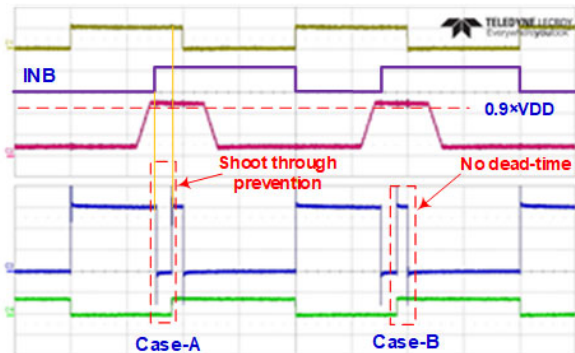 TELEDYNE LECROY
Everywhereyoulook
INB
0.9×VDD
Shoot through
prevention
No dead-time
Case-A
Case-B